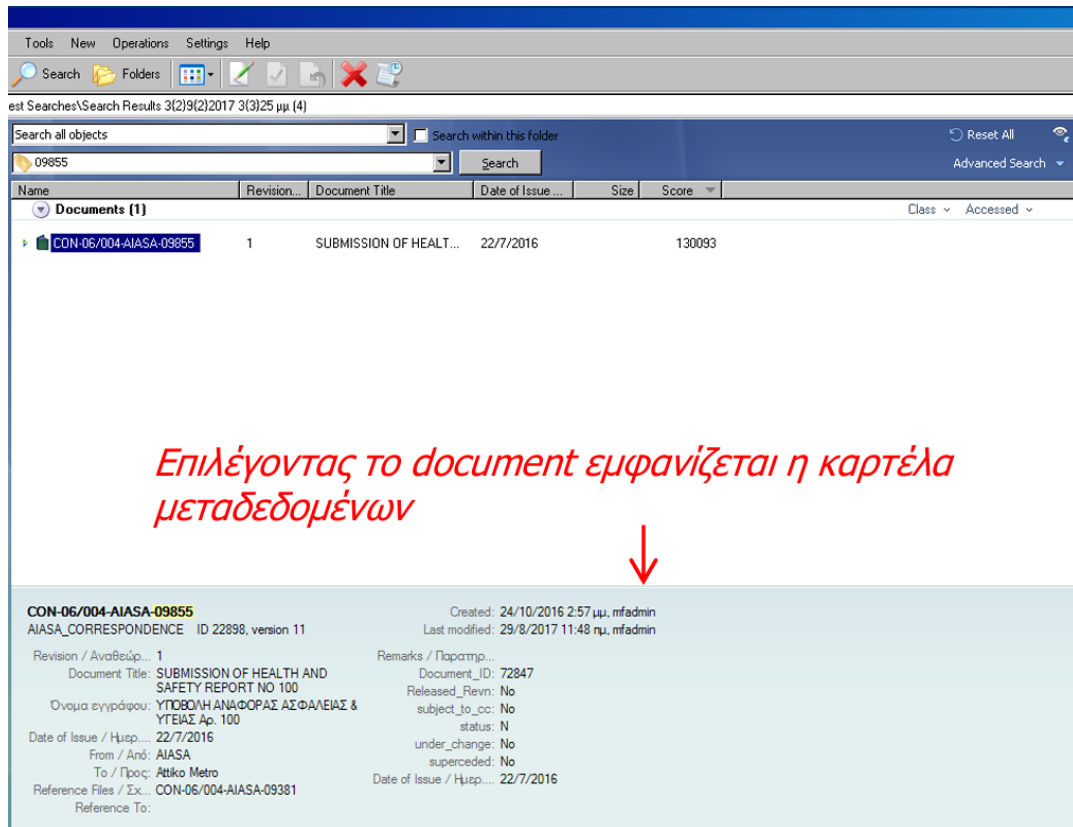 Tools New Operations Settings Help
Search Folders
est Searches\Search Results 3{2}9{2}2017 3{3}25 μμ (4)
Search all objects Search within this folder Reset All
09855 Search Advanced Search
Name Revision... Document Title Date of Issue ... Size Score
Documents (1) Class Accessed
CON-06/004-AIASA-09855 1 SUBMISSION OF HEALT... 22/7/2016 130093
Επιλέγοντας το document εμφανίζεται η καρτέλα
μεταδεδομένων
CON-06/004-AIASA-09855 Created: 24/10/2016 2:57 μμ, mfadmin
AIASA_CORRESPONDENCE ID 22898, version 11 Last modified: 29/8/2017 11:48 πμ, mfadmin
Revision / Αναθεώρ... 1 Remarks / Παρατηρ...
Document Title: SUBMISSION OF HEALTH AND Document_ID: 72847
SAFETY REPORT NO 100 Released_Revn: No
Όνομα εγγράφου: ΥΠΟΒΟΛΗ ΑΝΑΦΟΡΑΣ ΑΣΦΑΛΕΙΑΣ & subject_to_cc: No
ΥΓΕΙΑΣ Αρ. 100 status: N
Date of Issue / Ημερ.... 22/7/2016 under_change: No
From / Από: AIASA superceded: No
To / Προς: Attiko Metro Date of Issue / Ημερ.... 22/7/2016
Reference Files / Σχ... CON-06/004-AIASA-09381
Reference To: